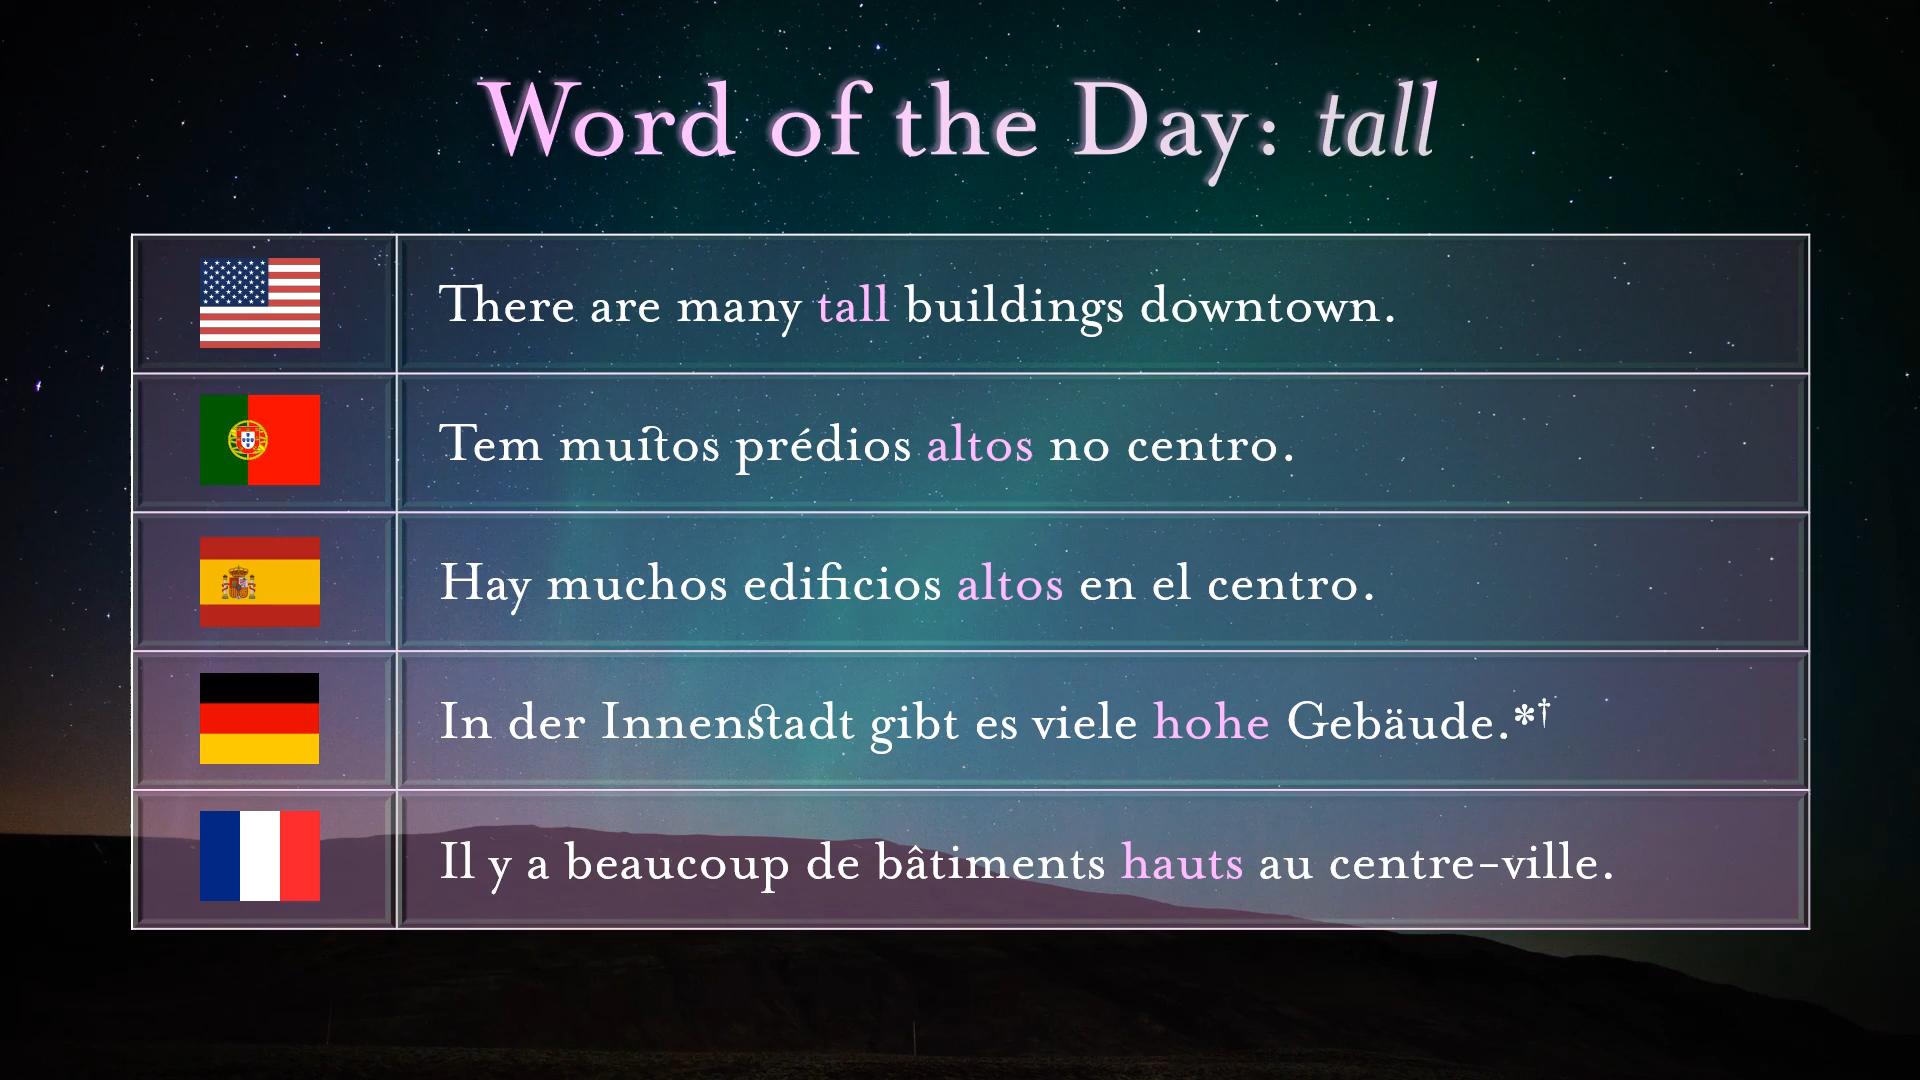 Word of the Day: tall
There are many tall buildings downtown.
Tem muitos prédios altos no centro.
Hay muchos edificios altos en el centro.
In der Innenstadt gibt es viele hohe Gebäude.*†
Il y a beaucoup de bâtiments hauts au centre-ville.